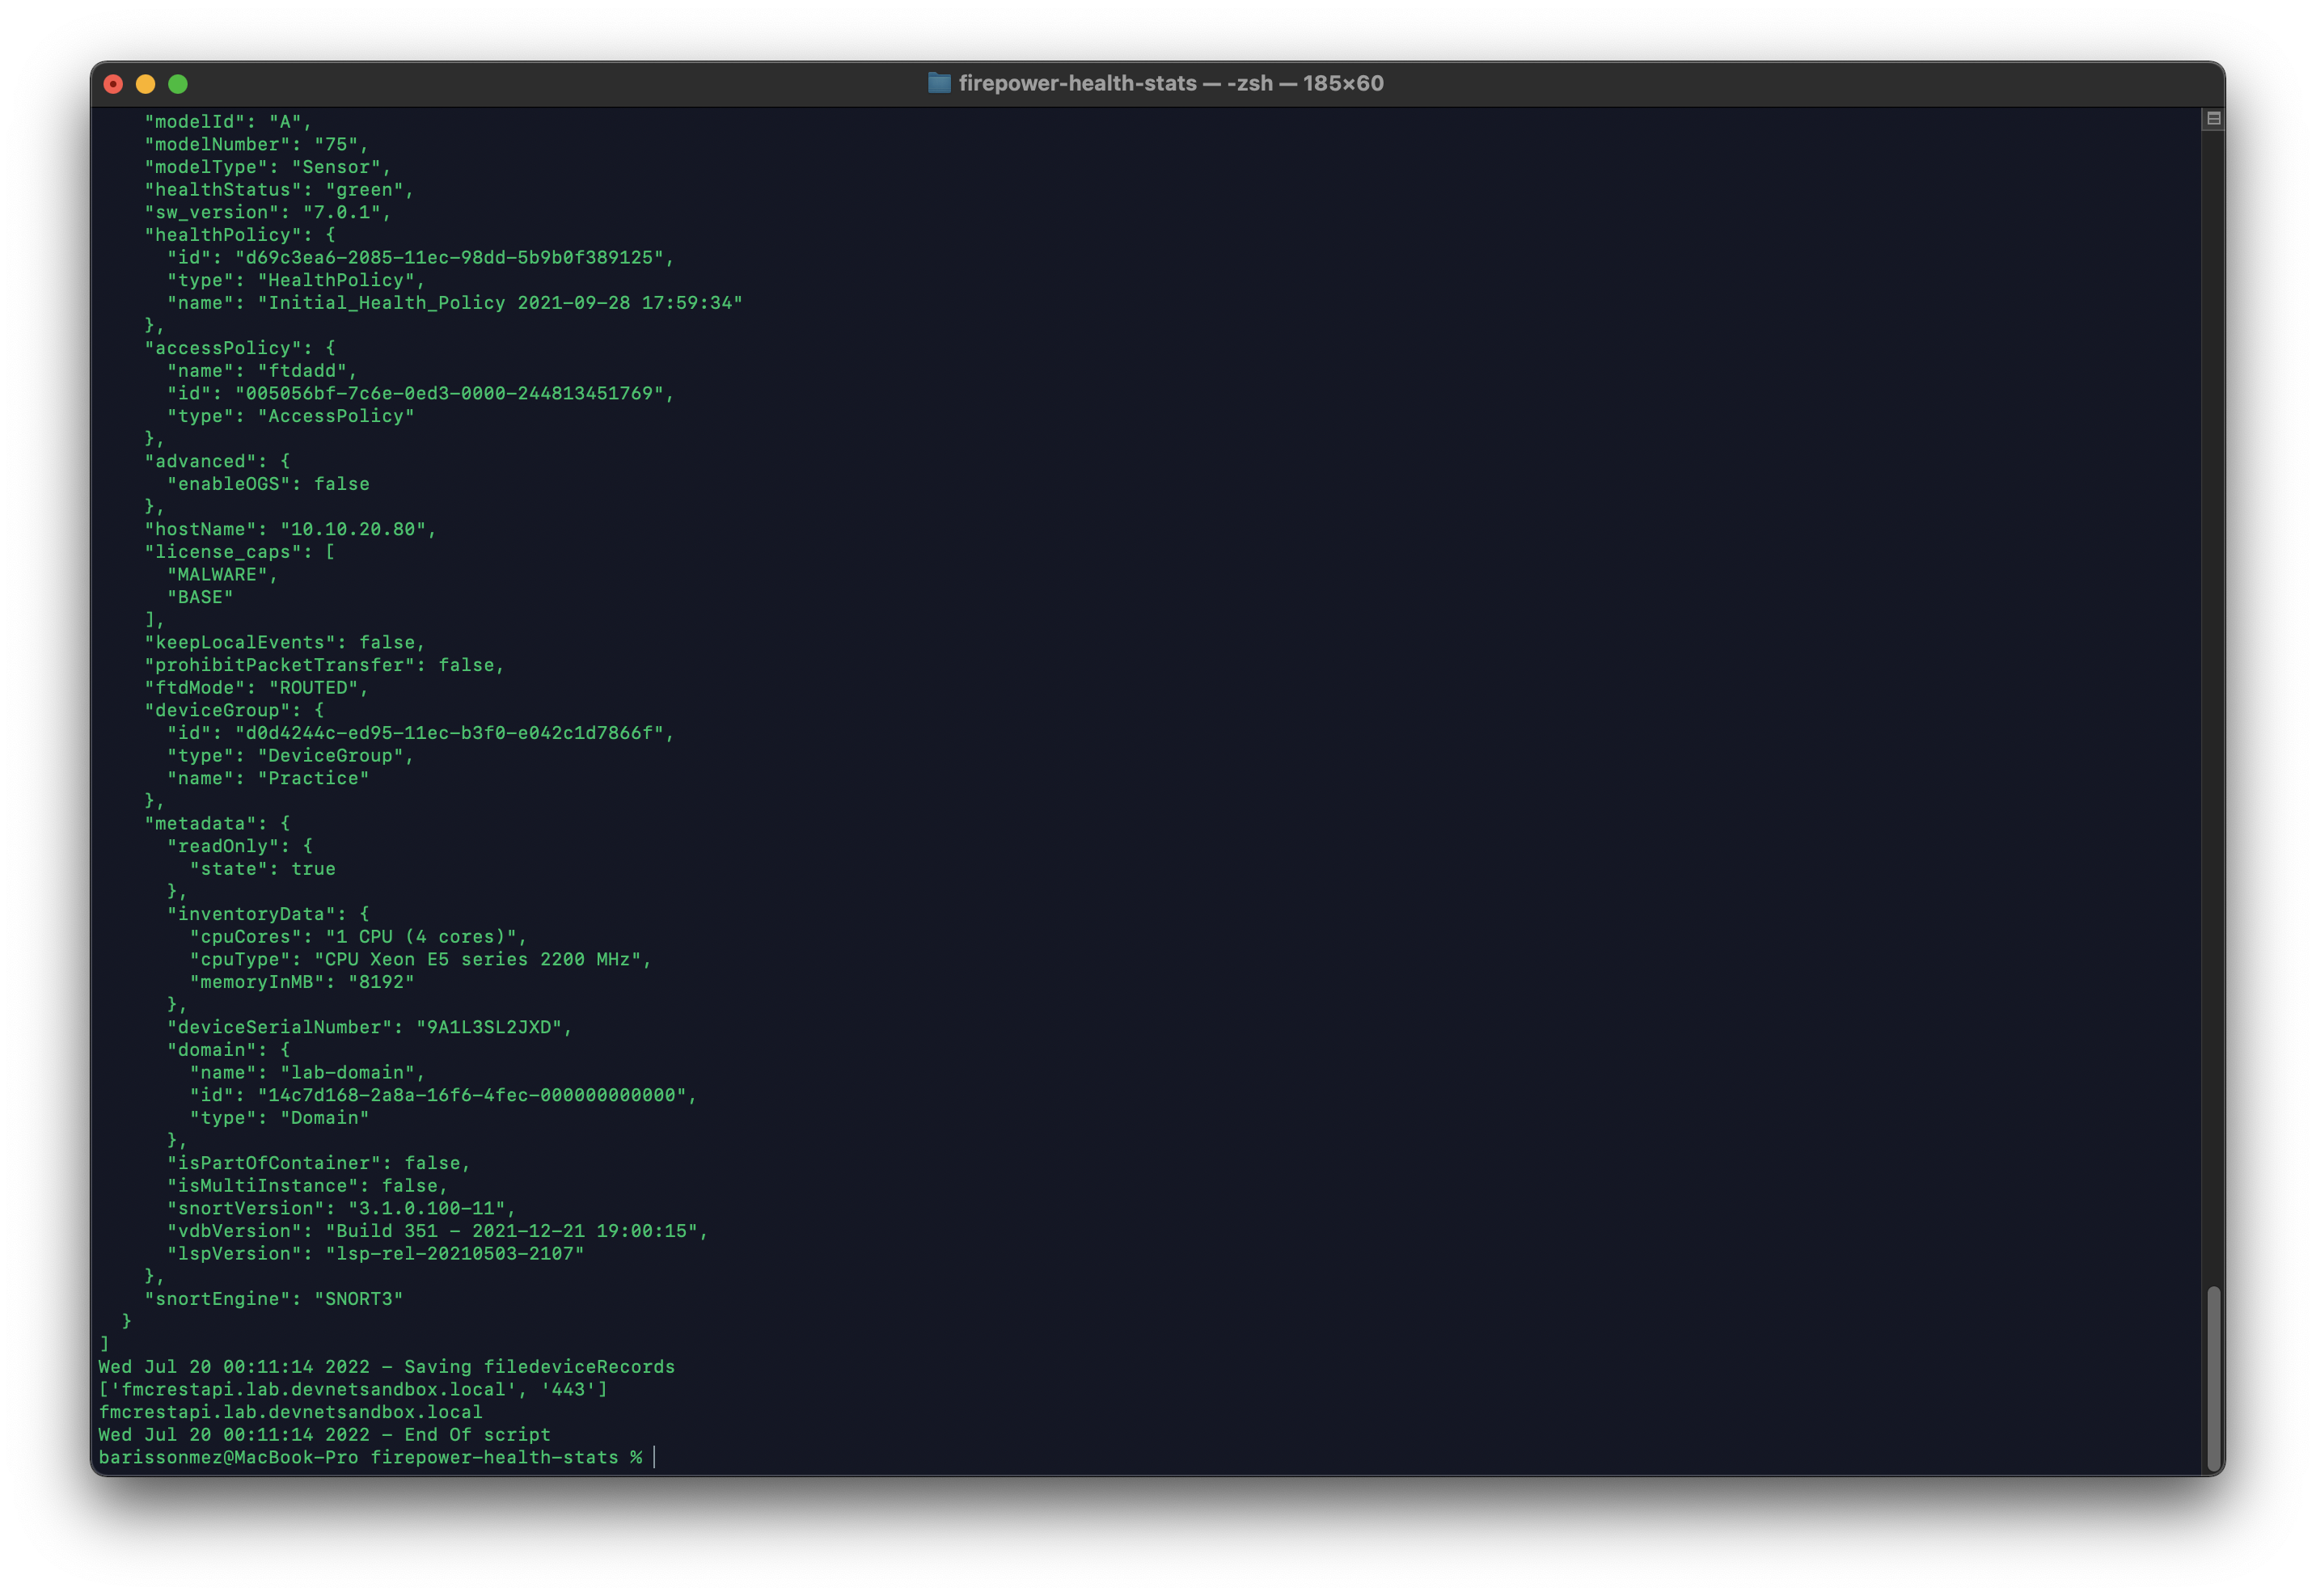 firepower-health-stats — -zsh — 185×60
    "modelId": "A",
    "modelNumber": "75",
    "modelType": "Sensor",
    "healthStatus": "green",
    "sw_version": "7.0.1",
    "healthPolicy": {
      "id": "d69c3ea6-2085-11ec-98dd-5b9b0f389125",
      "type": "HealthPolicy",
      "name": "Initial_Health_Policy 2021-09-28 17:59:34"
    },
    "accessPolicy": {
      "name": "ftdadd",
      "id": "005056bf-7c6e-0ed3-0000-244813451769",
      "type": "AccessPolicy"
    },
    "advanced": {
      "enableOGS": false
    },
    "hostName": "10.10.20.80",
    "license_caps": [
      "MALWARE",
      "BASE"
    ],
    "keepLocalEvents": false,
    "prohibitPacketTransfer": false,
    "ftdMode": "ROUTED",
    "deviceGroup": {
      "id": "d0d4244c-ed95-11ec-b3f0-e042c1d7866f",
      "type": "DeviceGroup",
      "name": "Practice"
    },
    "metadata": {
      "readOnly": {
        "state": true
      },
      "inventoryData": {
        "cpuCores": "1 CPU (4 cores)",
        "cpuType": "CPU Xeon E5 series 2200 MHz",
        "memoryInMB": "8192"
      },
      "deviceSerialNumber": "9A1L3SL2JXD",
      "domain": {
        "name": "lab-domain",
        "id": "14c7d168-2a8a-16f6-4fec-000000000000",
        "type": "Domain"
      },
      "isPartOfContainer": false,
      "isMultiInstance": false,
      "snortVersion": "3.1.0.100-11",
      "vdbVersion": "Build 351 - 2021-12-21 19:00:15",
      "lspVersion": "lsp-rel-20210503-2107"
    },
    "snortEngine": "SNORT3"
  }
]
Wed Jul 20 00:11:14 2022 - Saving filedeviceRecords
['fmcrestapi.lab.devnetsandbox.local', '443']
fmcrestapi.lab.devnetsandbox.local
Wed Jul 20 00:11:14 2022 - End Of script
barissonmez@MacBook-Pro firepower-health-stats %